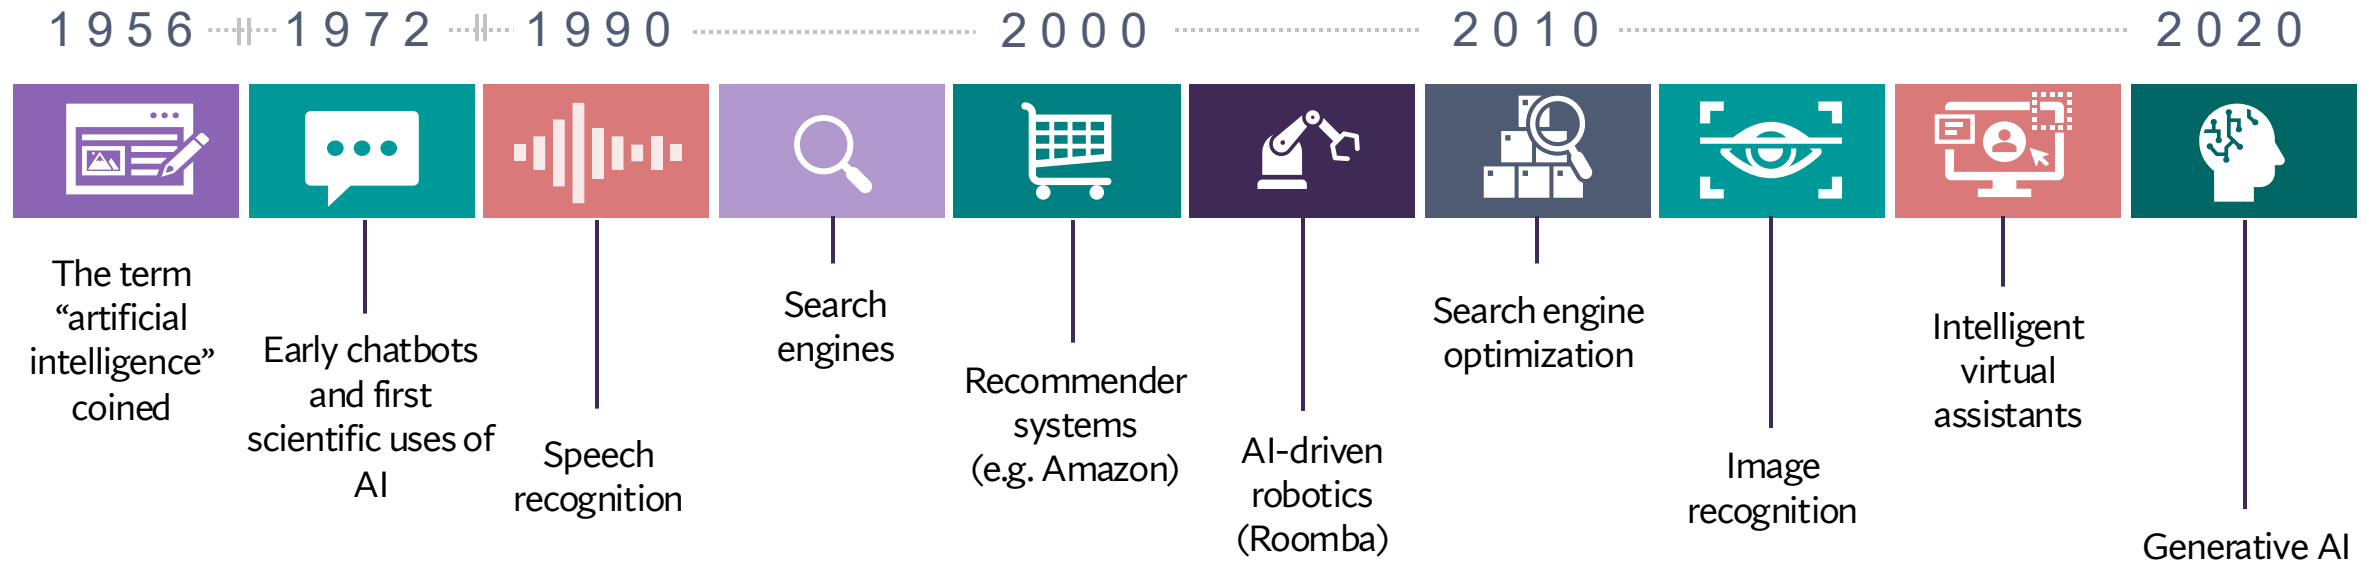 1956 1972 1990 2000 2010 2020
The term
“artificial
intelligence”
coined
Early chatbots
and first
scientific uses of
AI
Speech
recognition
Search
engines
Recommender
systems
(e.g. Amazon)
AI-driven
robotics
(Roomba)
Search engine
optimization
Image
recognition
Intelligent
virtual
assistants
Generative AI